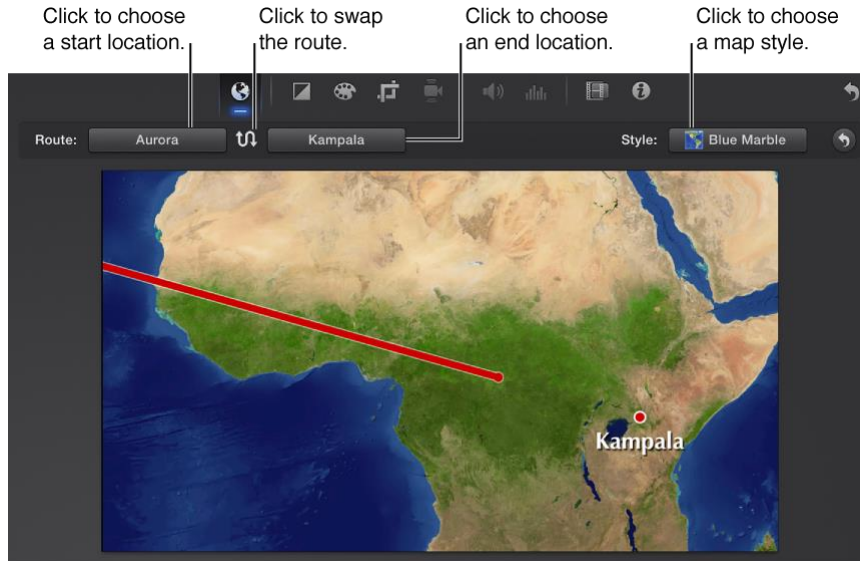 Click to choose
a start location.
Click to swap
the route.
Click to choose
an end location.
Click to choose
a map style.
Route:
Aurora
Kampala
Style:
Blue Marble
Kampala